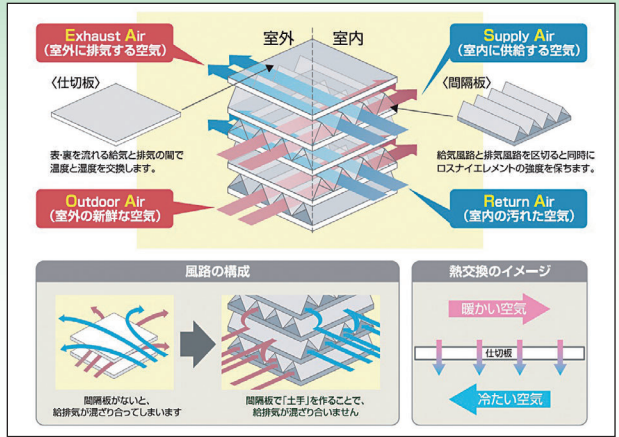 Exhaust Air
(室外に排気する空気)
室外
室内
Supply Air
(室内に供給する空気)
〈仕切板〉
〈間隔板〉
表・裏を流れる給気と排気の間で
温度と湿度を交換します。
給気風路と排気風路を区切ると同時に
ロスナイエレメントの強度を保ちます。
Outdoor Air
(室外の新鮮な空気)
Return Air
(室内の汚れた空気)
風路の構成
間隔板がないと、
給排気が混ざり合ってしまいます
間隔板で「土手」を作ることで、
給排気が混ざり合いません
熱交換のイメージ
暖かい空気
仕切板
冷たい空気